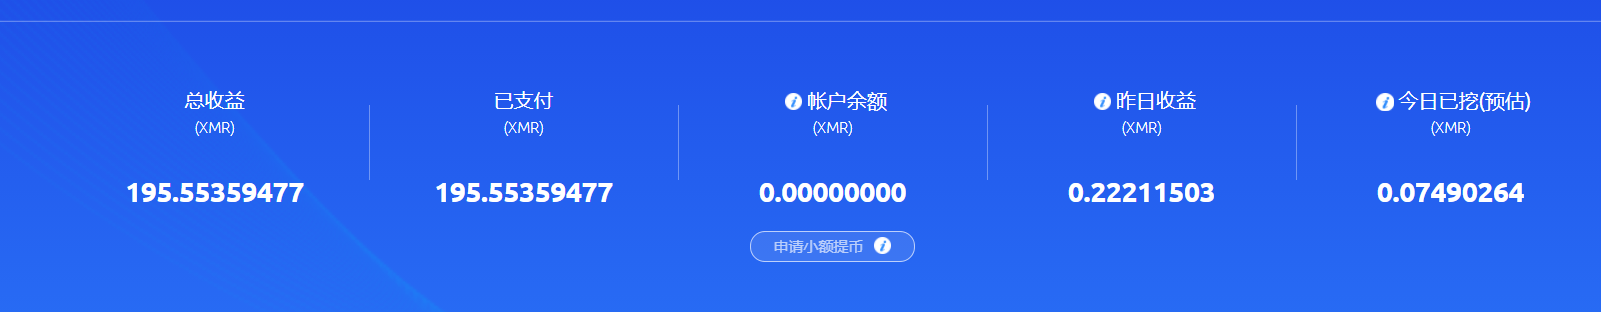 总收益
(XMR)
195.55359477
已支付
(XMR)
195.55359477
帐户余额
(XMR)
0.00000000
申请小额提币
昨日收益
(XMR)
0.22211503
今日已挖(预估)
(XMR)
0.07490264